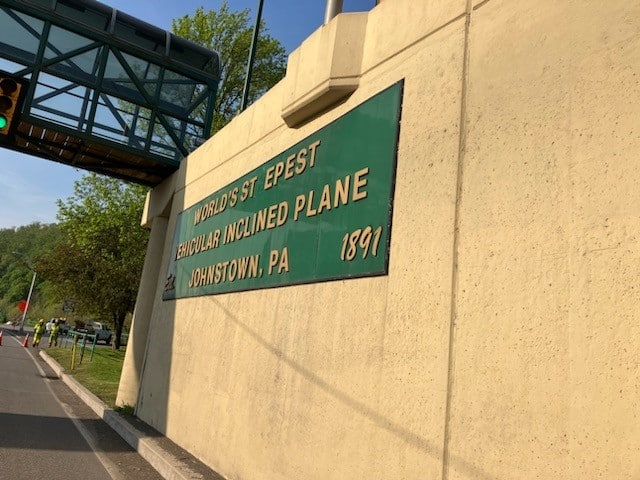 WORLD'S ST EPEST
EHICULAR INCLINED PLANE
JOHNSTOWN, PA 1891